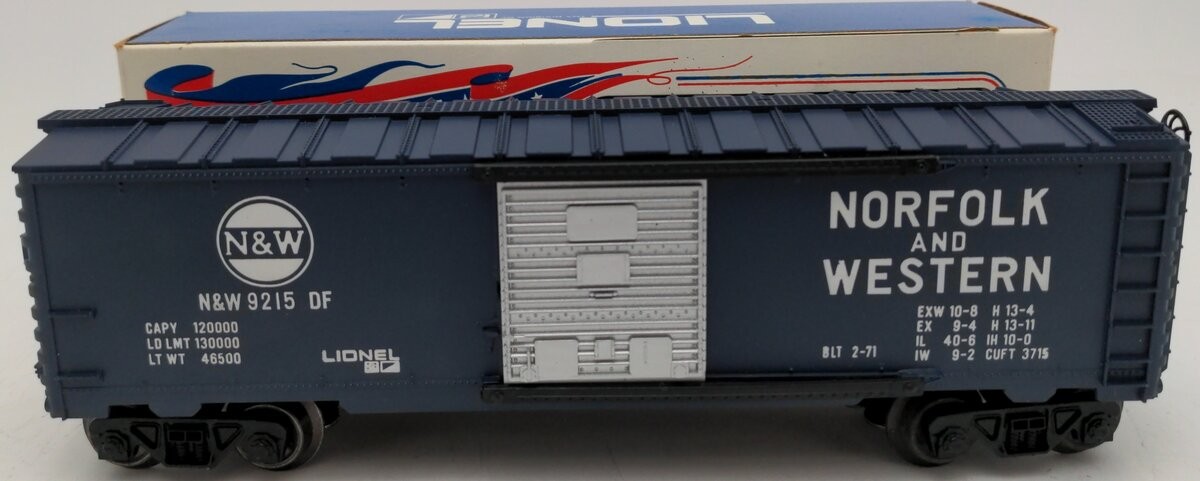 LIONEL
N&W
N&W 9215 DF
CAPY 120000
LD LMT 130000
LT WT 46500
LIONEL
NORFOLK
AND
WESTERN
BLT 2-71
EXW 10-8 H 13-4
EX 9-4 H 13-11
IL 40-6 IH 10-0
IW 9-2 CUFT 3715